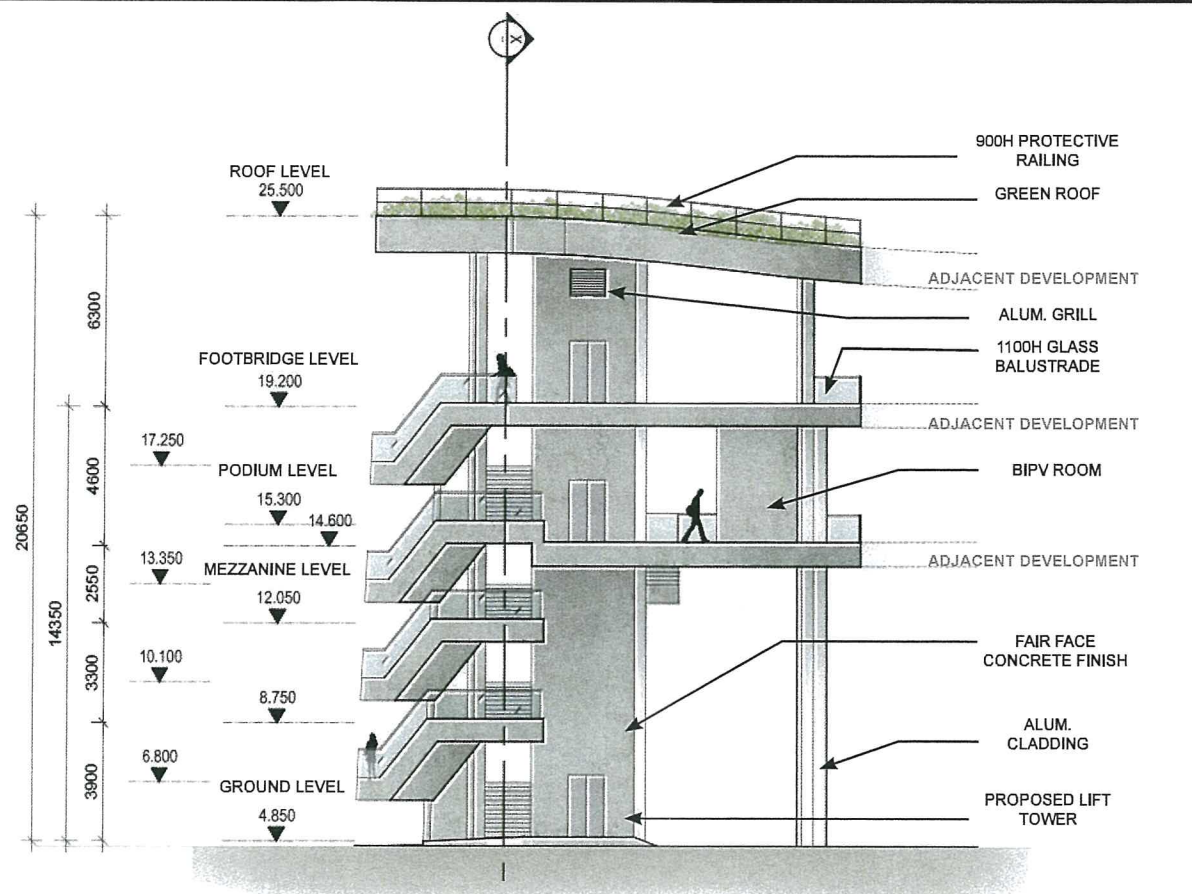 X
ROOF LEVEL
25.500
FOOTBRIDGE LEVEL
19.200
17.250
PODIUM LEVEL
15.300
14.600
13.350
MEZZANINE LEVEL
12.050
10.100
8.750
6.800
GROUND LEVEL
4.850
20650
14350
6300
4600
2550
3300
3900
900H PROTECTIVE
RAILING
GREEN ROOF
ADJACENT DEVELOPMENT
ALUM. GRILL
1100H GLASS
BALUSTRADE
ADJACENT DEVELOPMENT
BIPV ROOM
ADJACENT DEVELOPMENT
FAIR FACE
CONCRETE FINISH
ALUM.
CLADDING
PROPOSED LIFT
TOWER